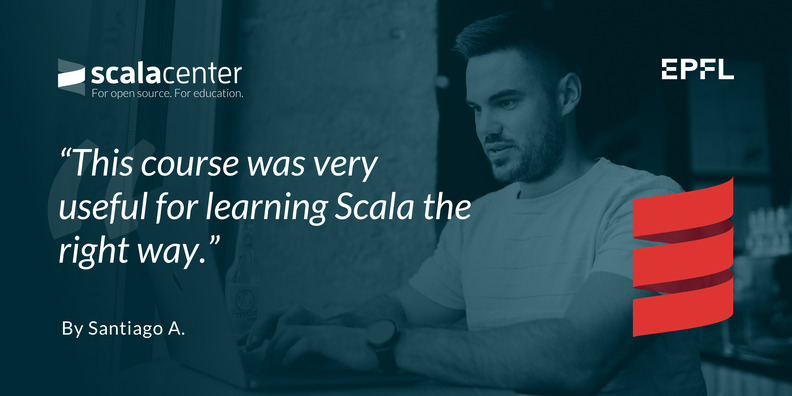 scalacenter
For open source. For education.
EPFL
“This course was very
useful for learning Scala the
right way.”
By Santiago A.